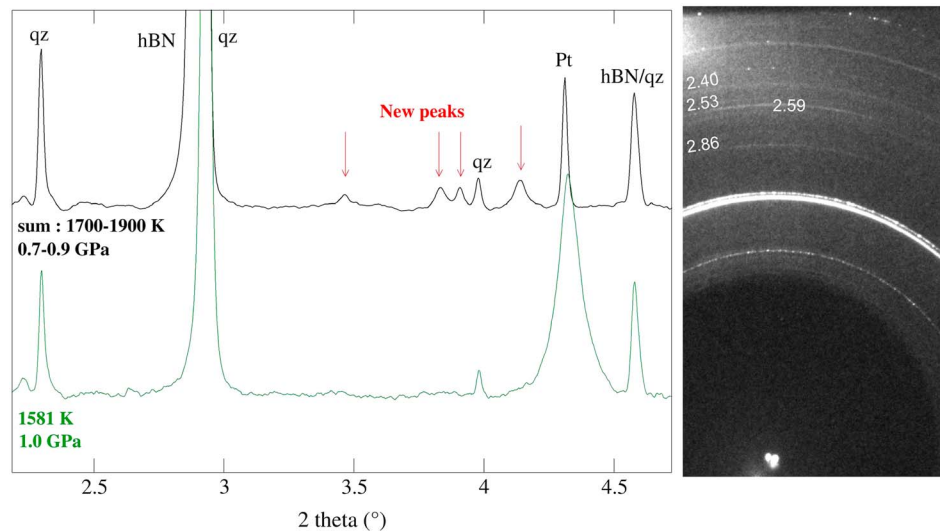 qz
hBN
qz
Pt
hBN/qz
New peaks
qz
sum : 1700-1900 K
0.7-0.9 GPa
1581 K
1.0 GPa
2.5
3
3.5
4
4.5
2 theta (°)
2.40
2.53
2.59
2.86